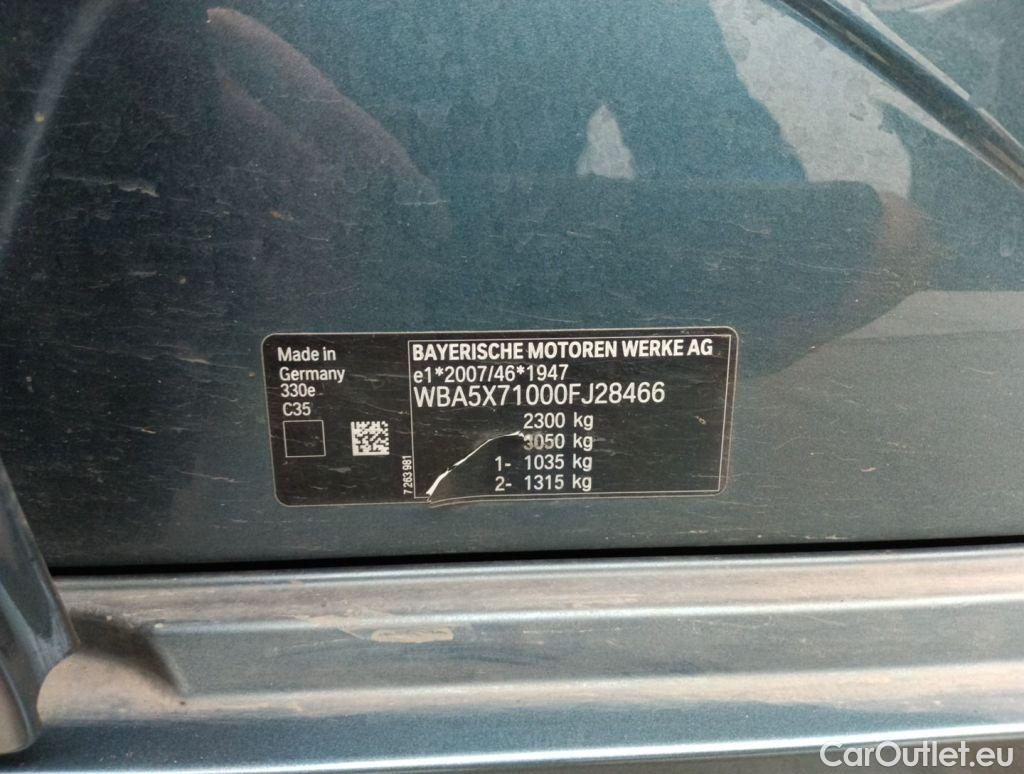 Made in
Germany
330e
C35
7 263 981
BAYERISCHE MOTOREN WERKE AG
e1*2007/46*1947
WBA5X71000FJ28466
2300 kg
3050 kg
1- 1035 kg
2- 1315 kg
CarOutlet.eu